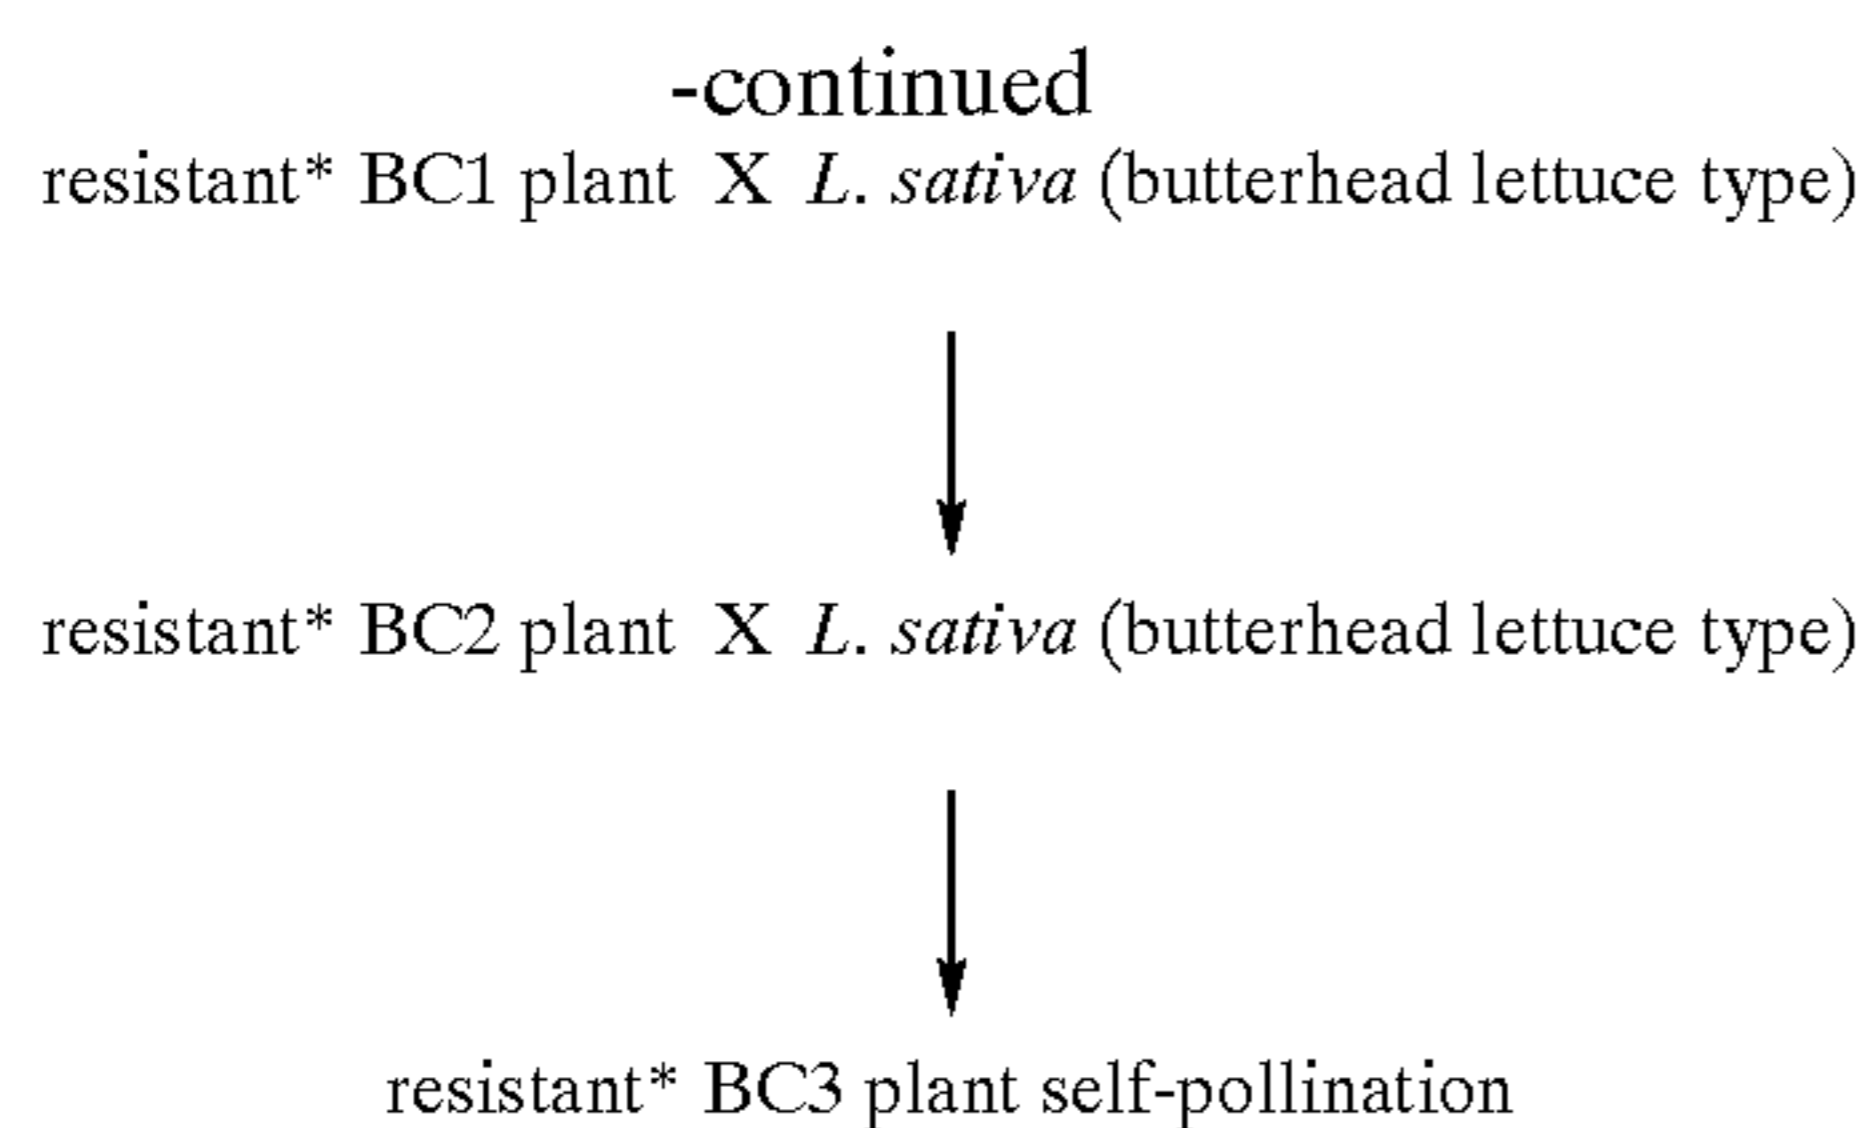 -continued
resistant* BC1 plant X L. sativa (butterhead lettuce type)
resistant* BC2 plant X L. sativa (butterhead lettuce type)
resistant* BC3 plant self-pollination